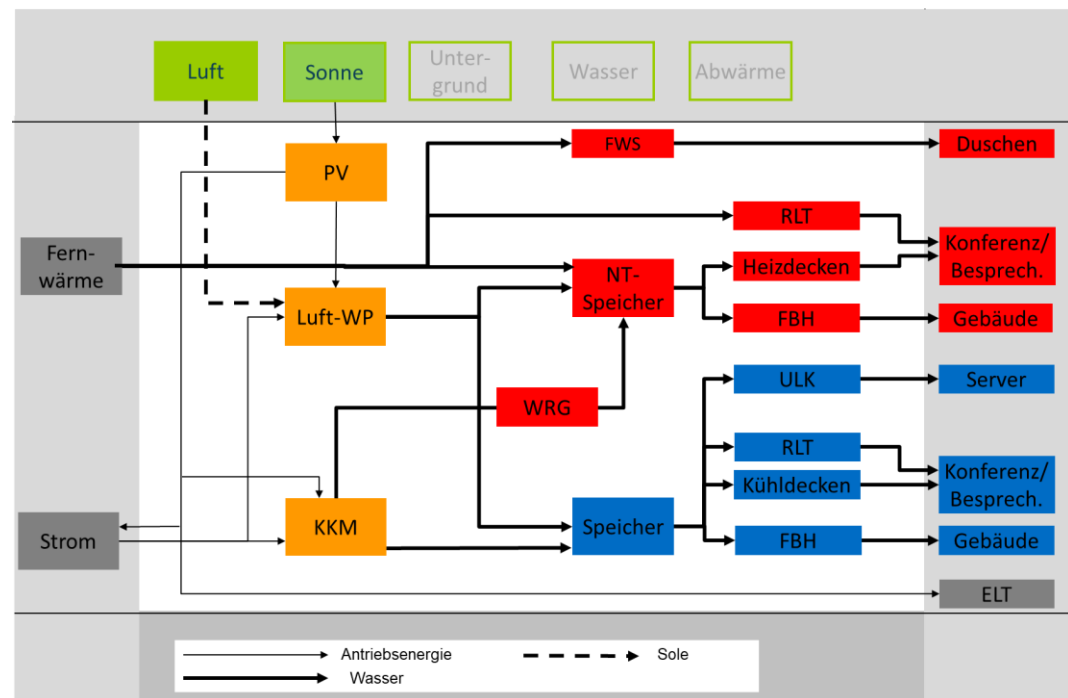 Luft
Sonne
Unter-
grund
Wasser
Abwärme
FWS
Duschen
PV
RLT
Fern-
wärme
Konferenz/
Besprech.
NT-
Speicher
Heizdecken
Luft-WP
FBH
Gebäude
ULK
Server
WRG
RLT
Konferenz/
Besprech.
Kühldecken
KKM
Speicher
Strom
FBH
Gebäude
ELT
Antriebsenergie
Sole
Wasser